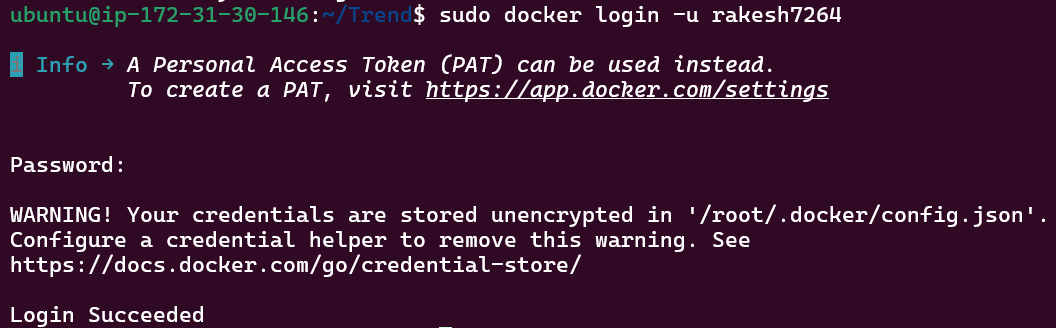 ubuntu@ip-172-31-30-146:~/Trend$ sudo docker login -u rakesh7264
i Info → A Personal Access Token (PAT) can be used instead.
To create a PAT, visit https://app.docker.com/settings
Password:
WARNING! Your credentials are stored unencrypted in '/root/.docker/config.json'.
Configure a credential helper to remove this warning. See
https://docs.docker.com/go/credential-store/
Login Succeeded